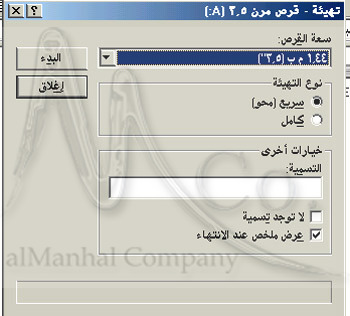 تهيئة - قرص مرن ٣,٥ (A:)
سعة القرص:
١,٤٤ م ب (٣,٥")
البدء
إغلاق
نوع التهيئة
سريع (محو)
كامل
خيارات أخرى
التسمية:
لا توجد تسمية
عرض ملخص عند الانتهاء
Co.
alManhal Company